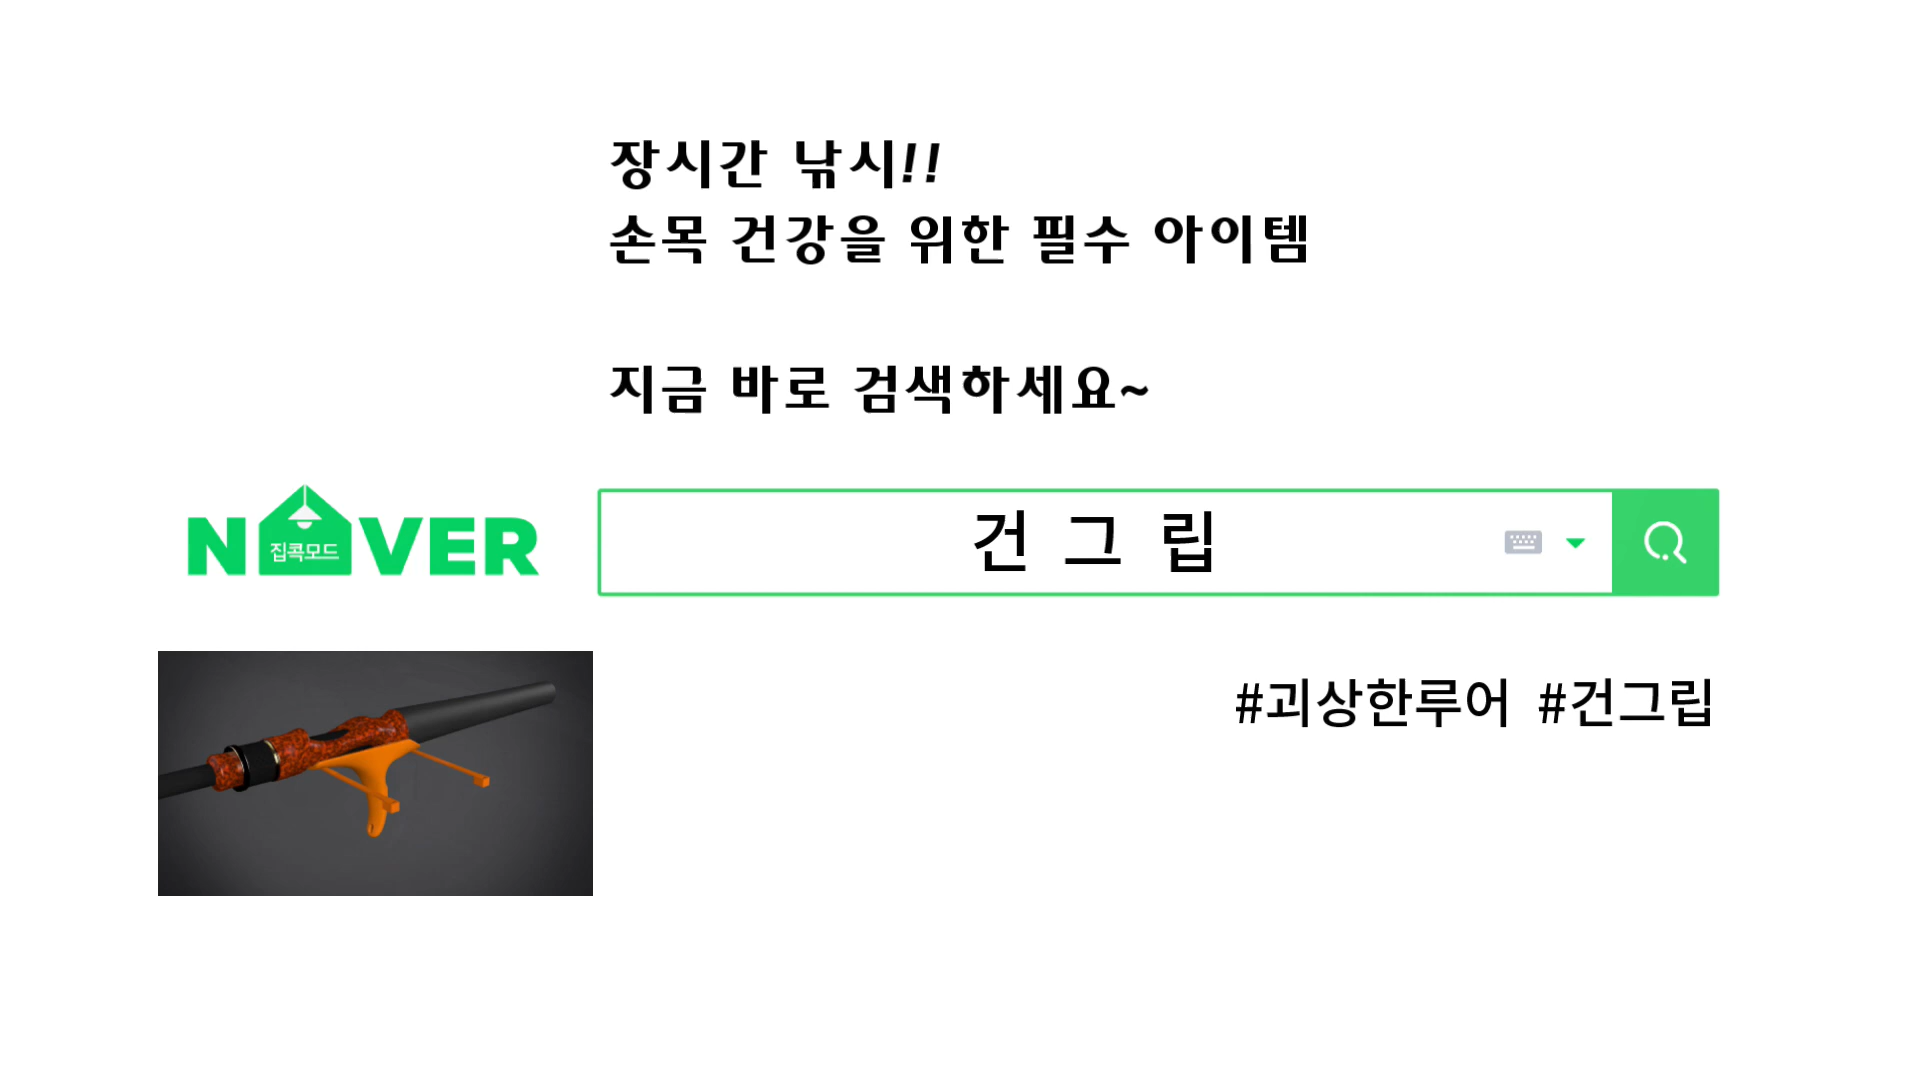 장시간 낚시!!
손목 건강을 위한 필수 아이템
지금 바로 검색하세요~
NAVER
집콕모드
건 그 립
#괴상한루어 #건그립